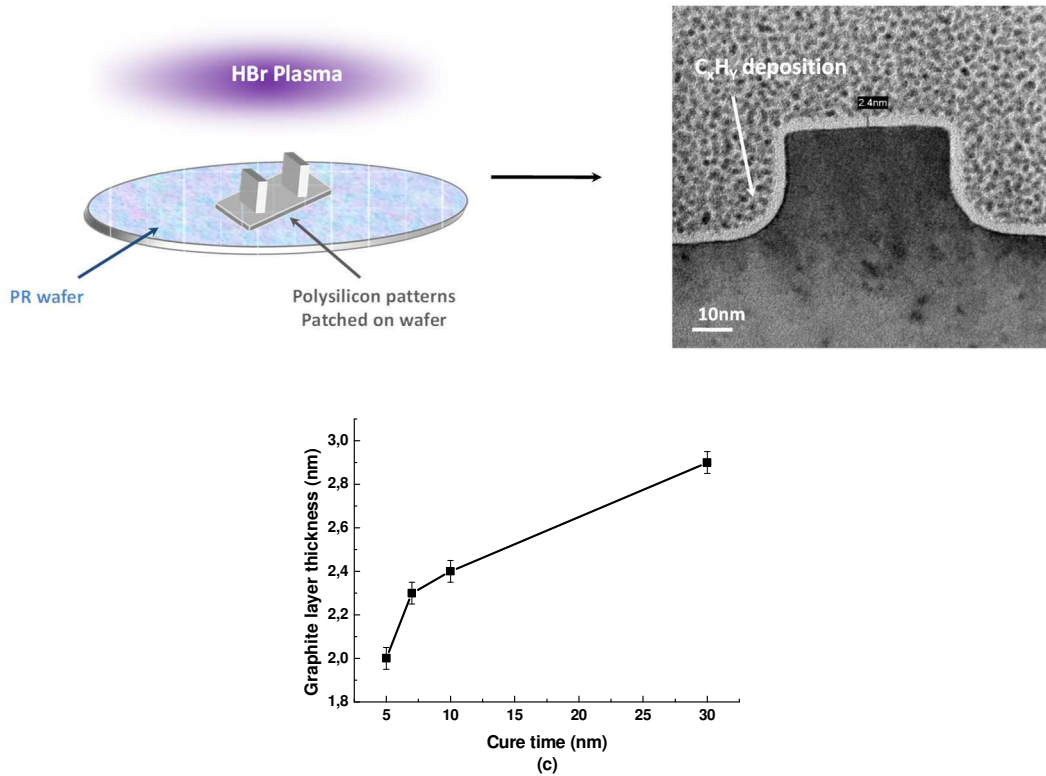 HBr Plasma
PR wafer
Polysilicon patterns
Patched on wafer
CxHY deposition
2.4nm
10nm
Graphite layer thickness (nm)
3,0
2,8
2,6
2,4
2,2
2,0
1,8
5 10 15 20 25 30
Cure time (nm)
(c)